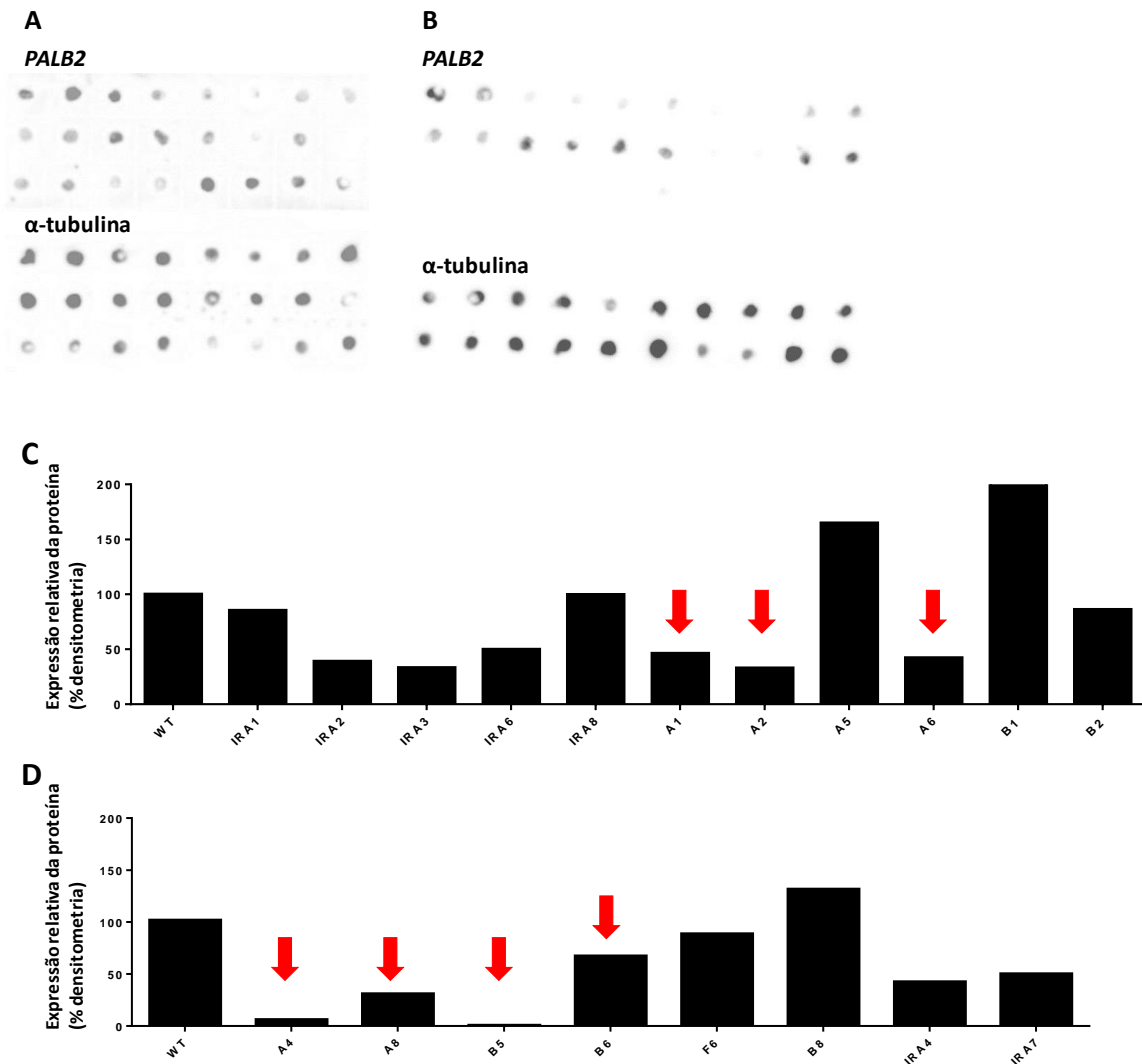 A
PALB2
α-tubulina
B
PALB2
α-tubulina
C
Expressão relativa da proteína
(% densitometria)
200
150
100
50
0
WT
IRA1
IRA2
IRA3
IRA6
IRA8
A1
A2
A5
A6
B1
B2
D
Expressão relativa da proteína
(% densitometria)
200
150
100
50
0
WT
A4
A8
B5
B6
F6
B8
IRA4
IRA7